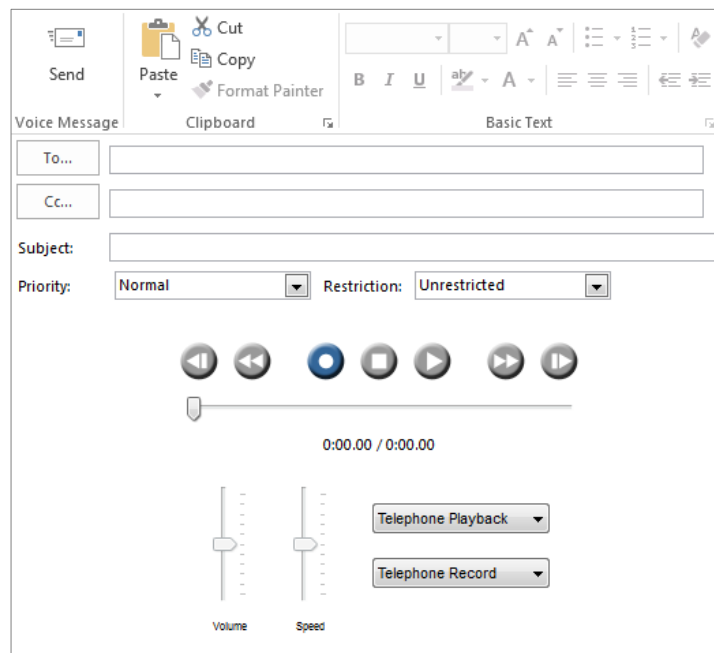 Cut
Copy
Send
Paste
Format Painter
B I U aby A
Voice Message
Clipboard
Basic Text
To...
Cc...
Subject:
Priority: Normal Restriction: Unrestricted
0:00.00 / 0:00.00
Telephone Playback
Telephone Record
Volume Speed